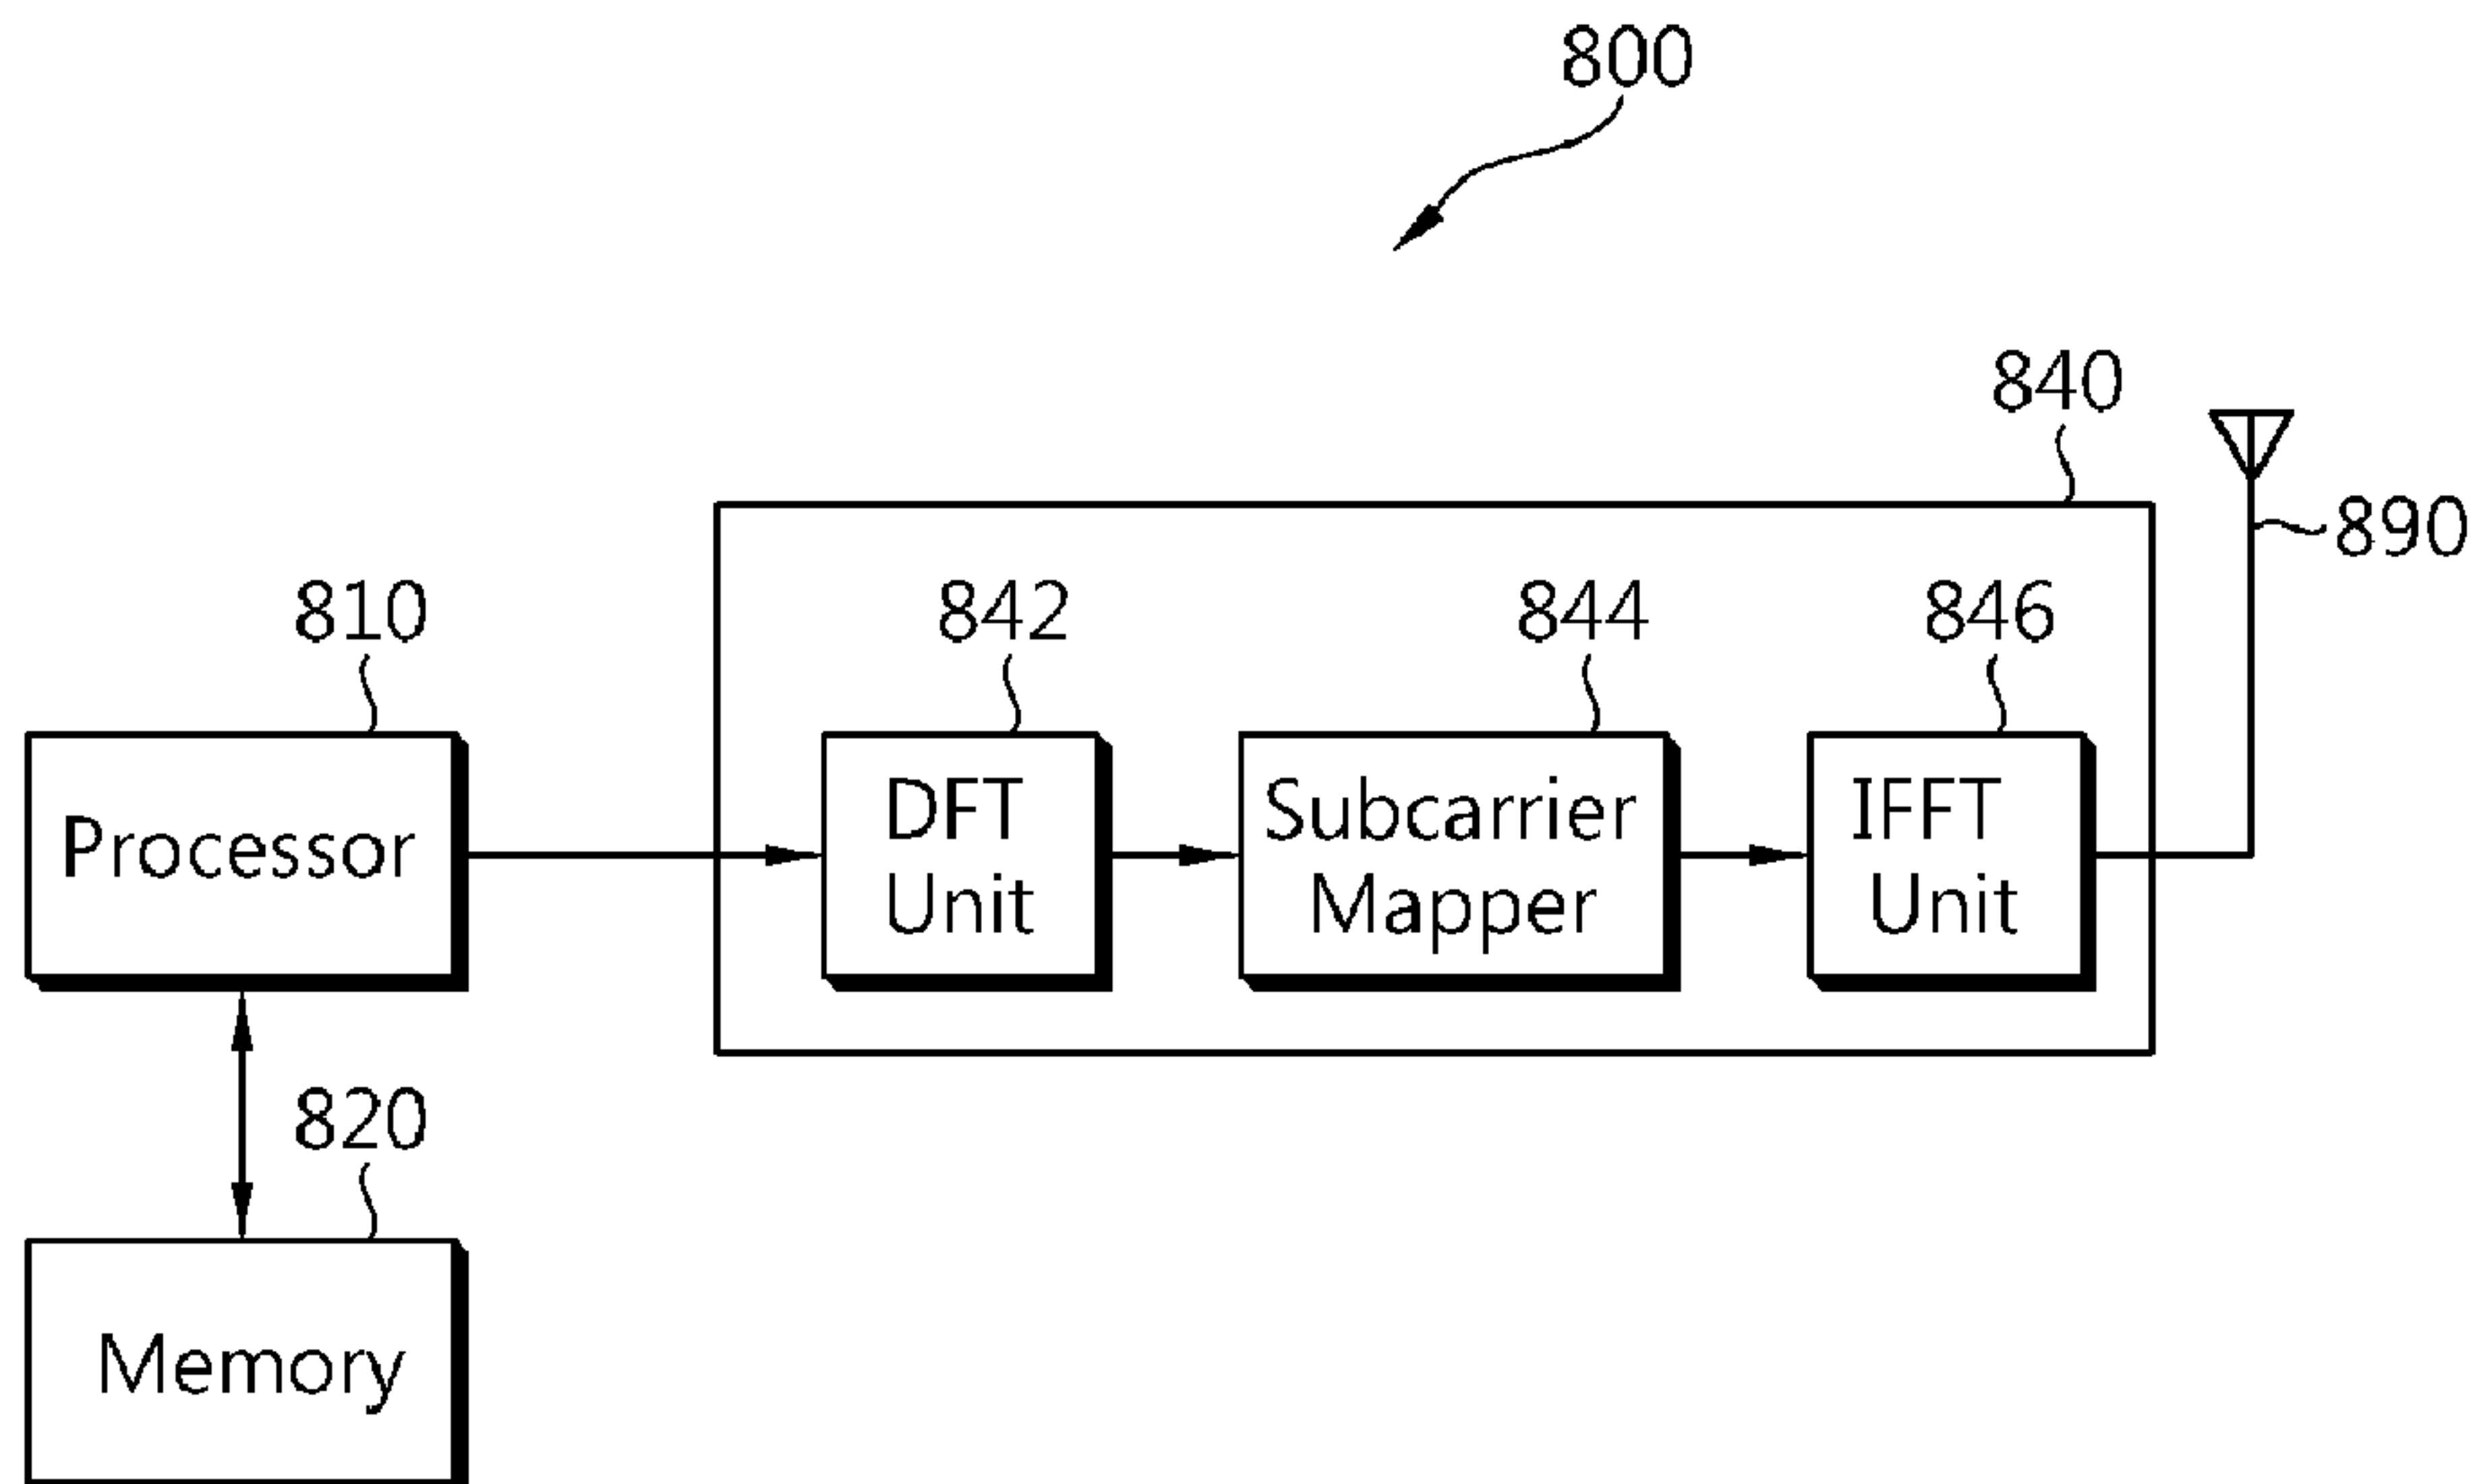 800
840
890
810
842
844
846
Processor
DFT
Unit
Subcarrier
Mapper
IFFT
Unit
820
Memory